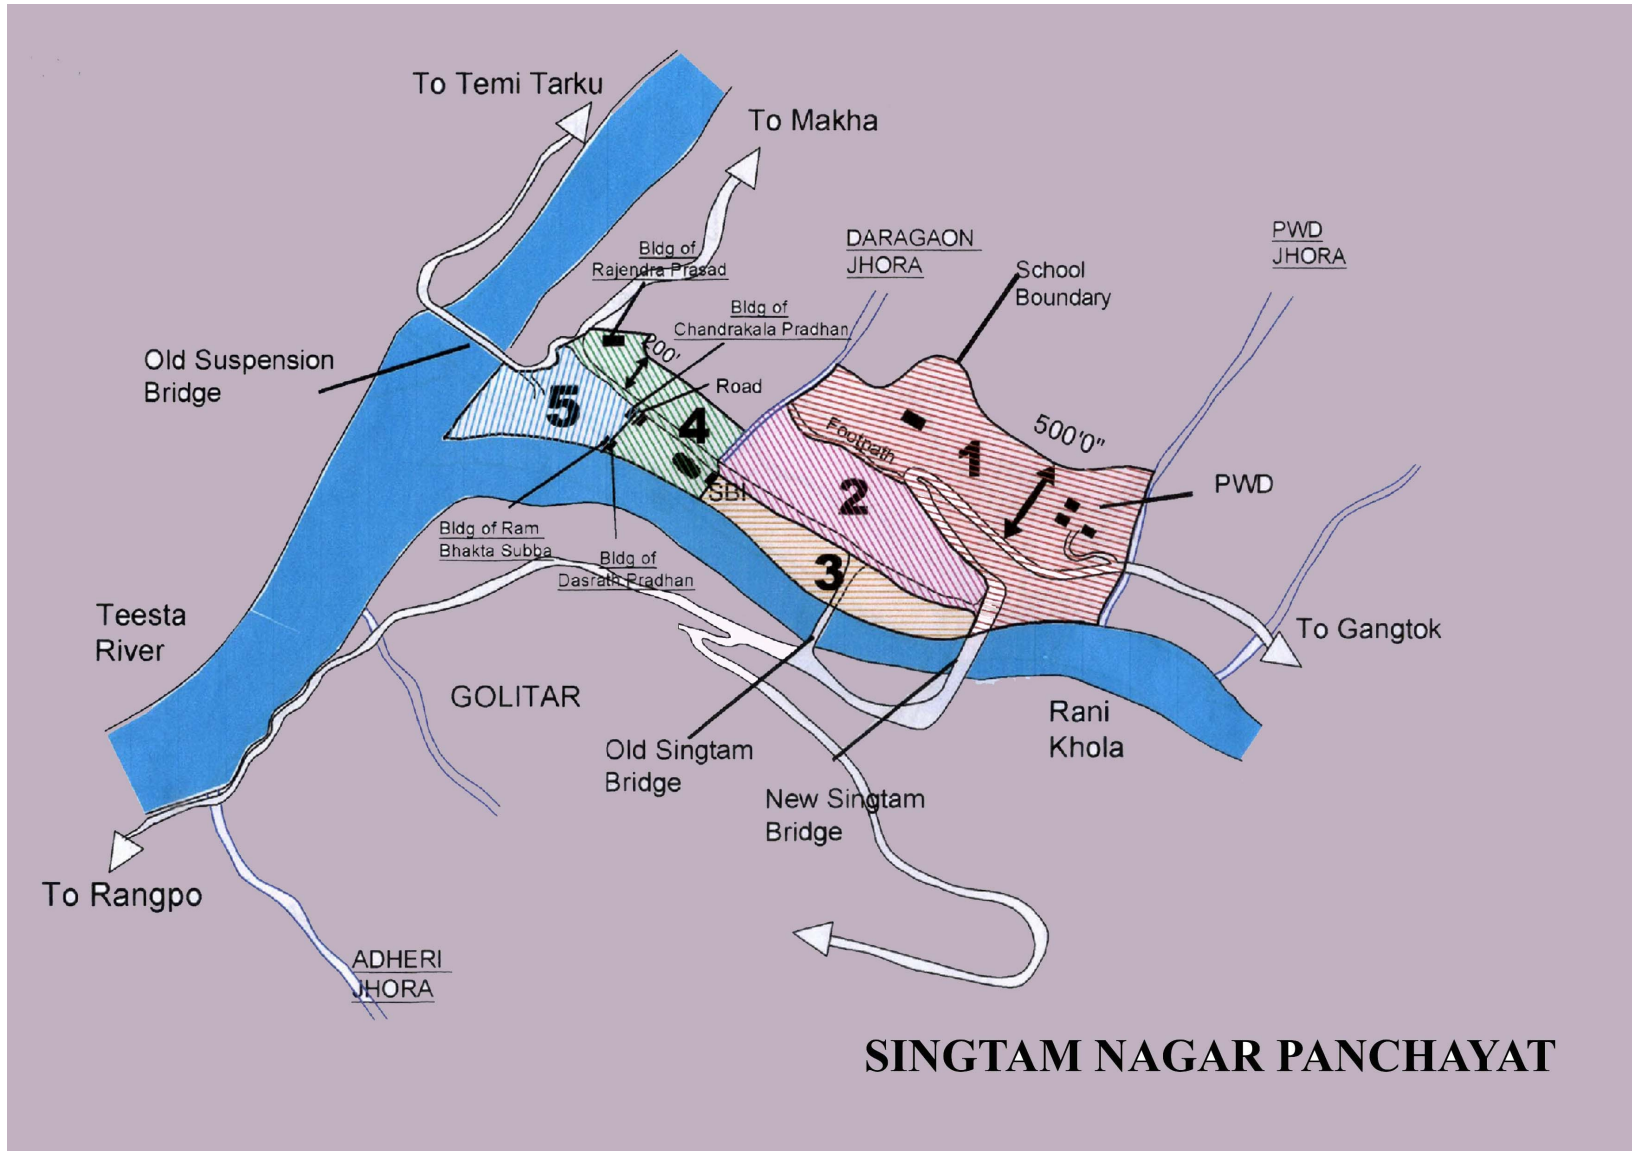 To Temi Tarku
To Makha
Bldg of
Rajendra Prasad
DARAGAON
JHORA
PWD
JHORA
School
Boundary
Bldg of
Chandrakala Pradhan
200'
Old Suspension
Bridge
Road
5
4
Footpath
1
500'0"
PWD
SBI
2
Bldg of Ram
Bhakta Subba
Bldg of
Dasrath Pradhan
3
Teesta
River
To Gangtok
GOLITAR
Rani
Khola
Old Singtam
Bridge
New Singtam
Bridge
To Rangpo
ADHERI
JHORA
SINGTAM NAGAR PANCHAYAT